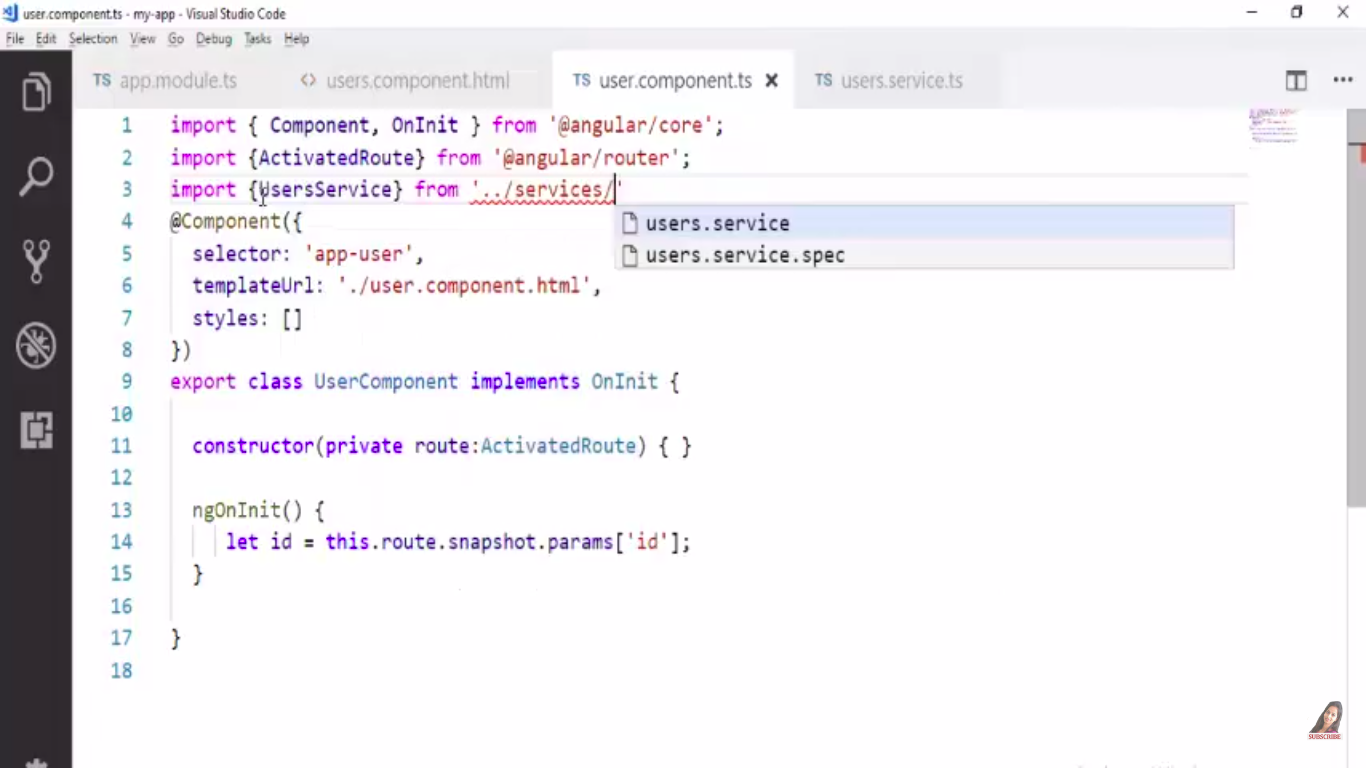 user.component.ts - my-app - Visual Studio Code
File Edit Selection View Go Debug Tasks Help
TS app.module.ts <> users.component.html TS user.component.ts TS users.service.ts
1 import { Component, OnInit } from '@angular/core';
2 import {ActivatedRoute} from '@angular/router';
3 import {UsersService} from '../services/'
users.service
4 @Component({
users.service.spec
5 selector: 'app-user',
6 templateUrl: './user.component.html',
7 styles: []
8 })
9 export class UserComponent implements OnInit {
10
11 constructor(private route:ActivatedRoute) { }
12
13 ngOnInit() {
14 let id = this.route.snapshot.params['id'];
15 }
16
17 }
18
SUBSCRIBE